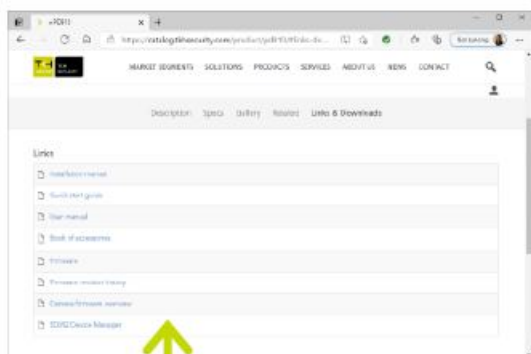 MARKET SEGMENTS SOLUTIONS PRODUCTS SERVICES ABOUT US NEWS CONTACT
Description Specs Gallery Related Links & Downloads
Links
Installation manual
Quick start guide
User manual
Book of accessories
Firmware
Firmware revision history
Camera firmware overview
Device Manager